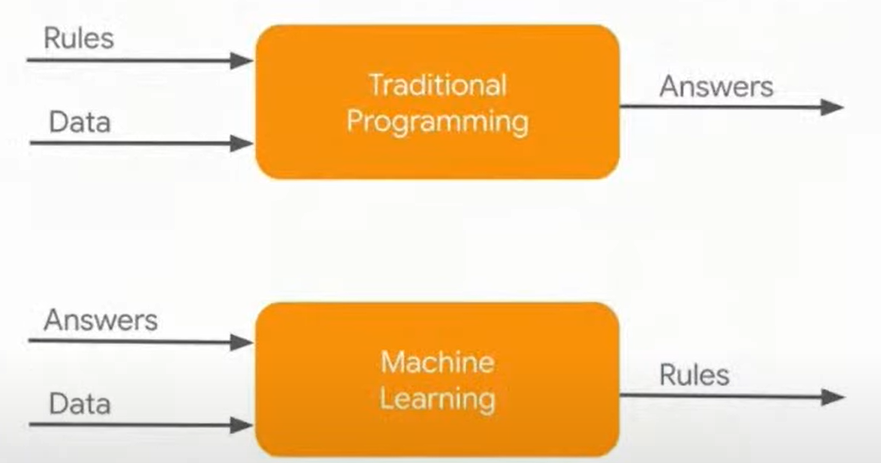 Rules
Data
Traditional
Programming
Answers
Answers
Data
Machine
Learning
Rules